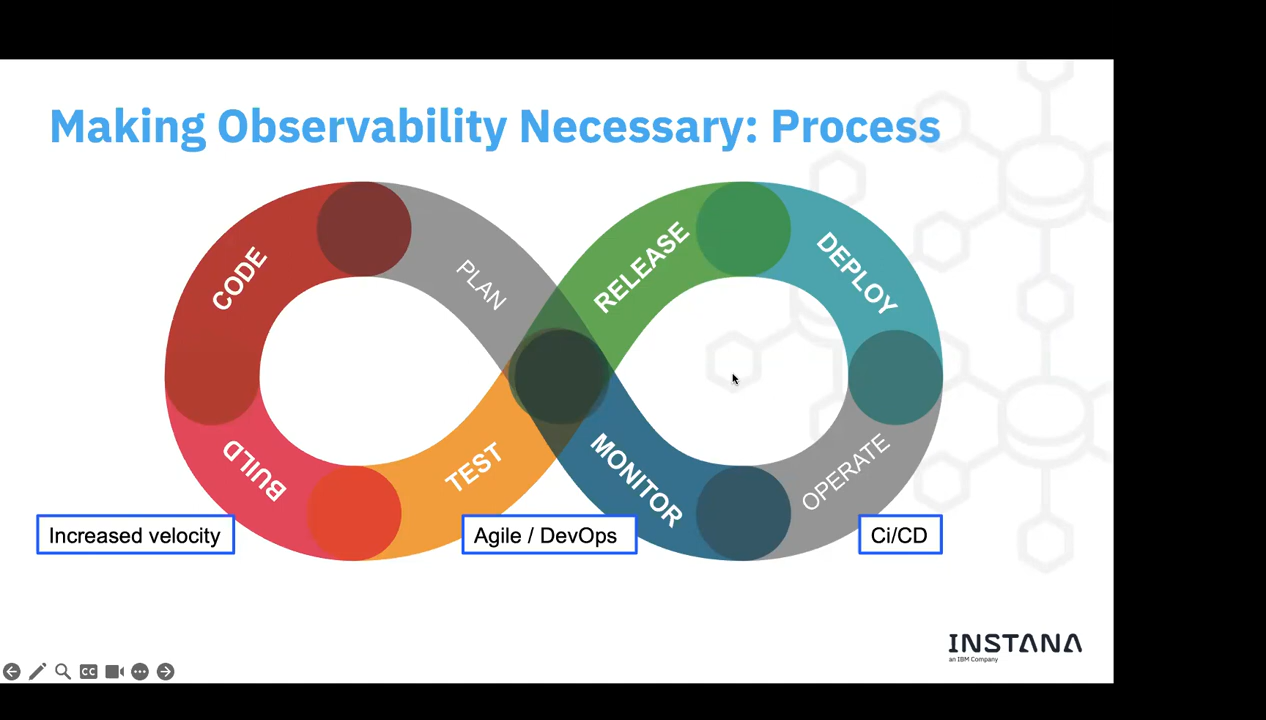 Making Observability Necessary: Process
CODE
PLAN
RELEASE
DEPLOY
BUILD
TEST
MONITOR
OPERATE
Increased velocity
Agile / DevOps
Ci/CD
INSTANA
an IBM Company
CC